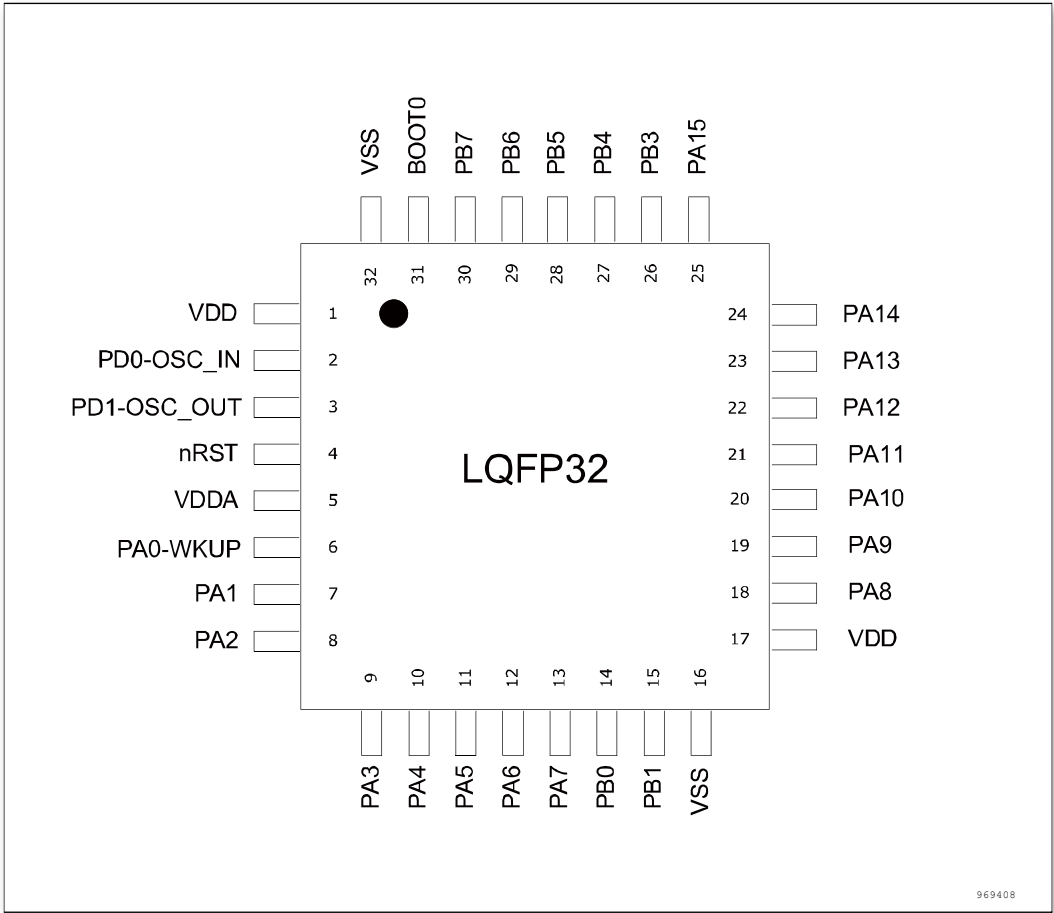 VSS
BOOT0
PB7
PB6
PB5
PB4
PB3
PA15
32
31
30
29
28
27
26
25
VDD 1
PD0-OSC_IN 2
PD1-OSC_OUT 3
nRST 4
VDDA 5
PA0-WKUP 6
PA1 7
PA2 8
LQFP32
24 PA14
23 PA13
22 PA12
21 PA11
20 PA10
19 PA9
18 PA8
17 VDD
9
10
11
12
13
14
15
16
PA3
PA4
PA5
PA6
PA7
PB0
PB1
VSS
969408